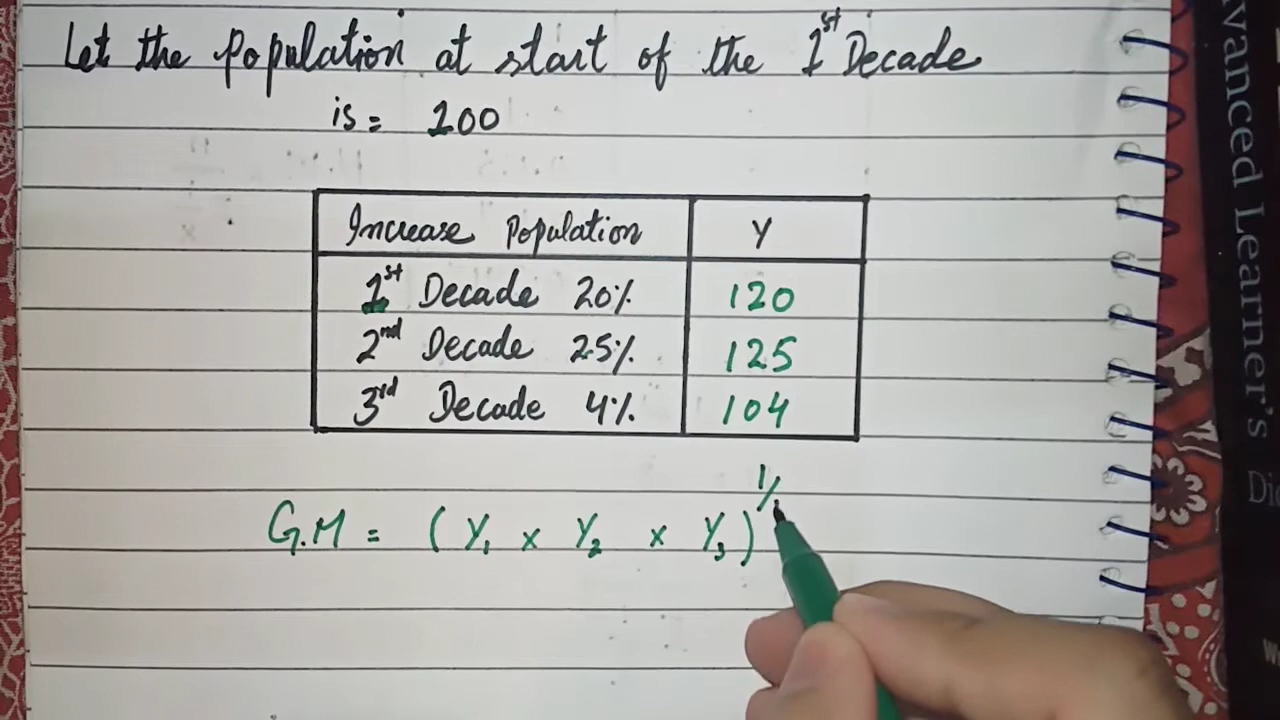 Let the Population at start of the 1st Decade
is = 100
Increase Population Y
1st Decade 20% 120
2nd Decade 25% 125
3rd Decade 4% 104
G.M = (Y1 x Y2 x Y3)^1/
vanced Learner's
Di